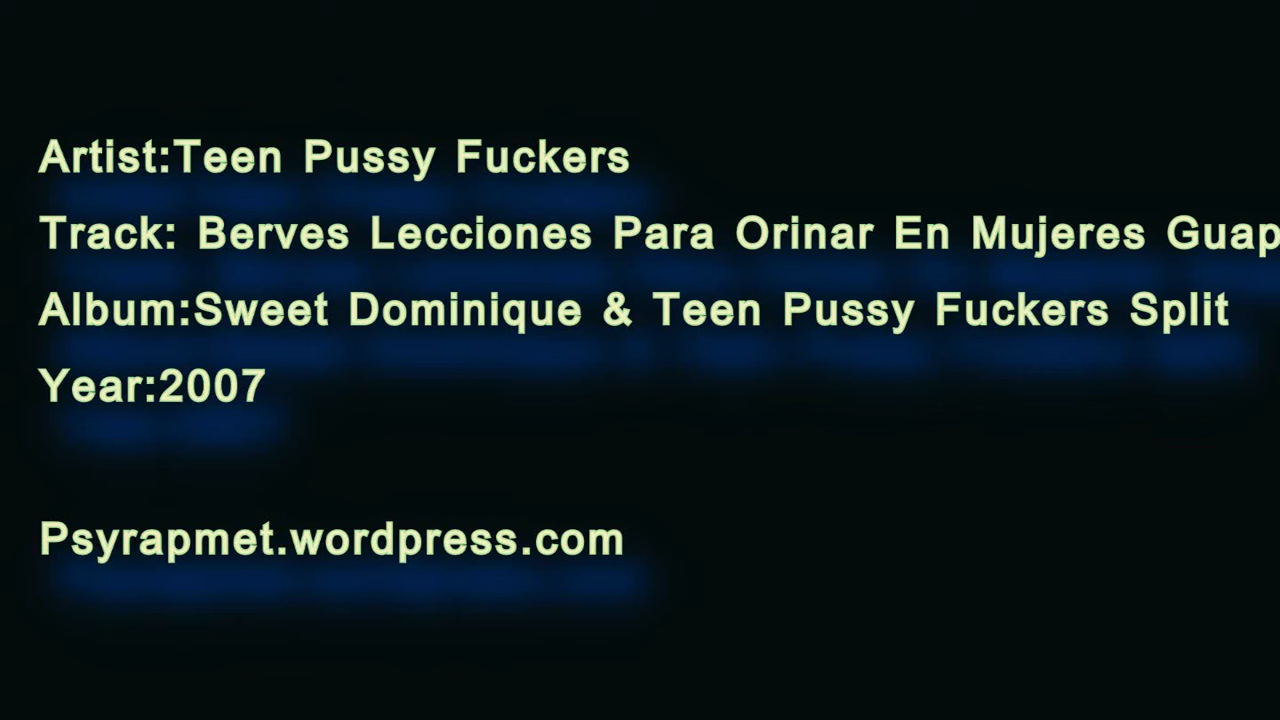 Artist:Teen Pussy Fuckers
Track: Berves Lecciones Para Orinar En Mujeres Guap
Album:Sweet Dominique & Teen Pussy Fuckers Split
Year:2007
Psyrapmet.wordpress.com